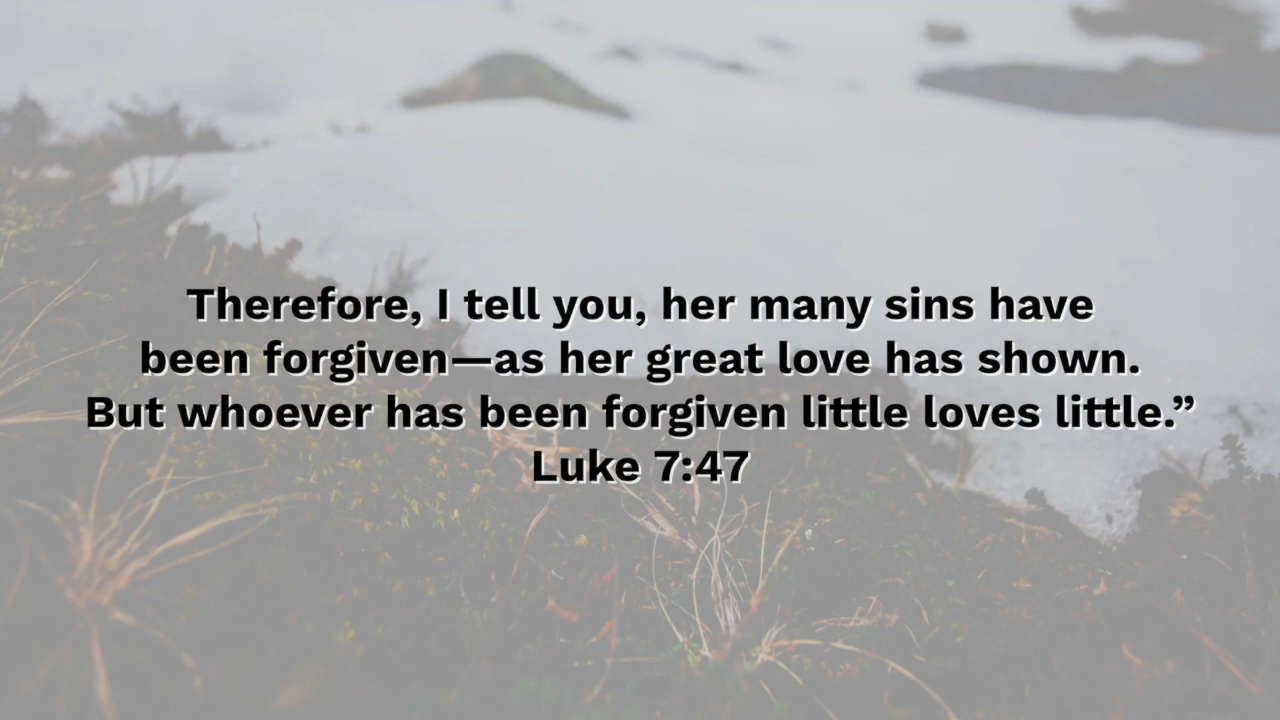 Therefore, I tell you, her many sins have
been forgiven—as her great love has shown.
But whoever has been forgiven little loves little.”
Luke 7:47